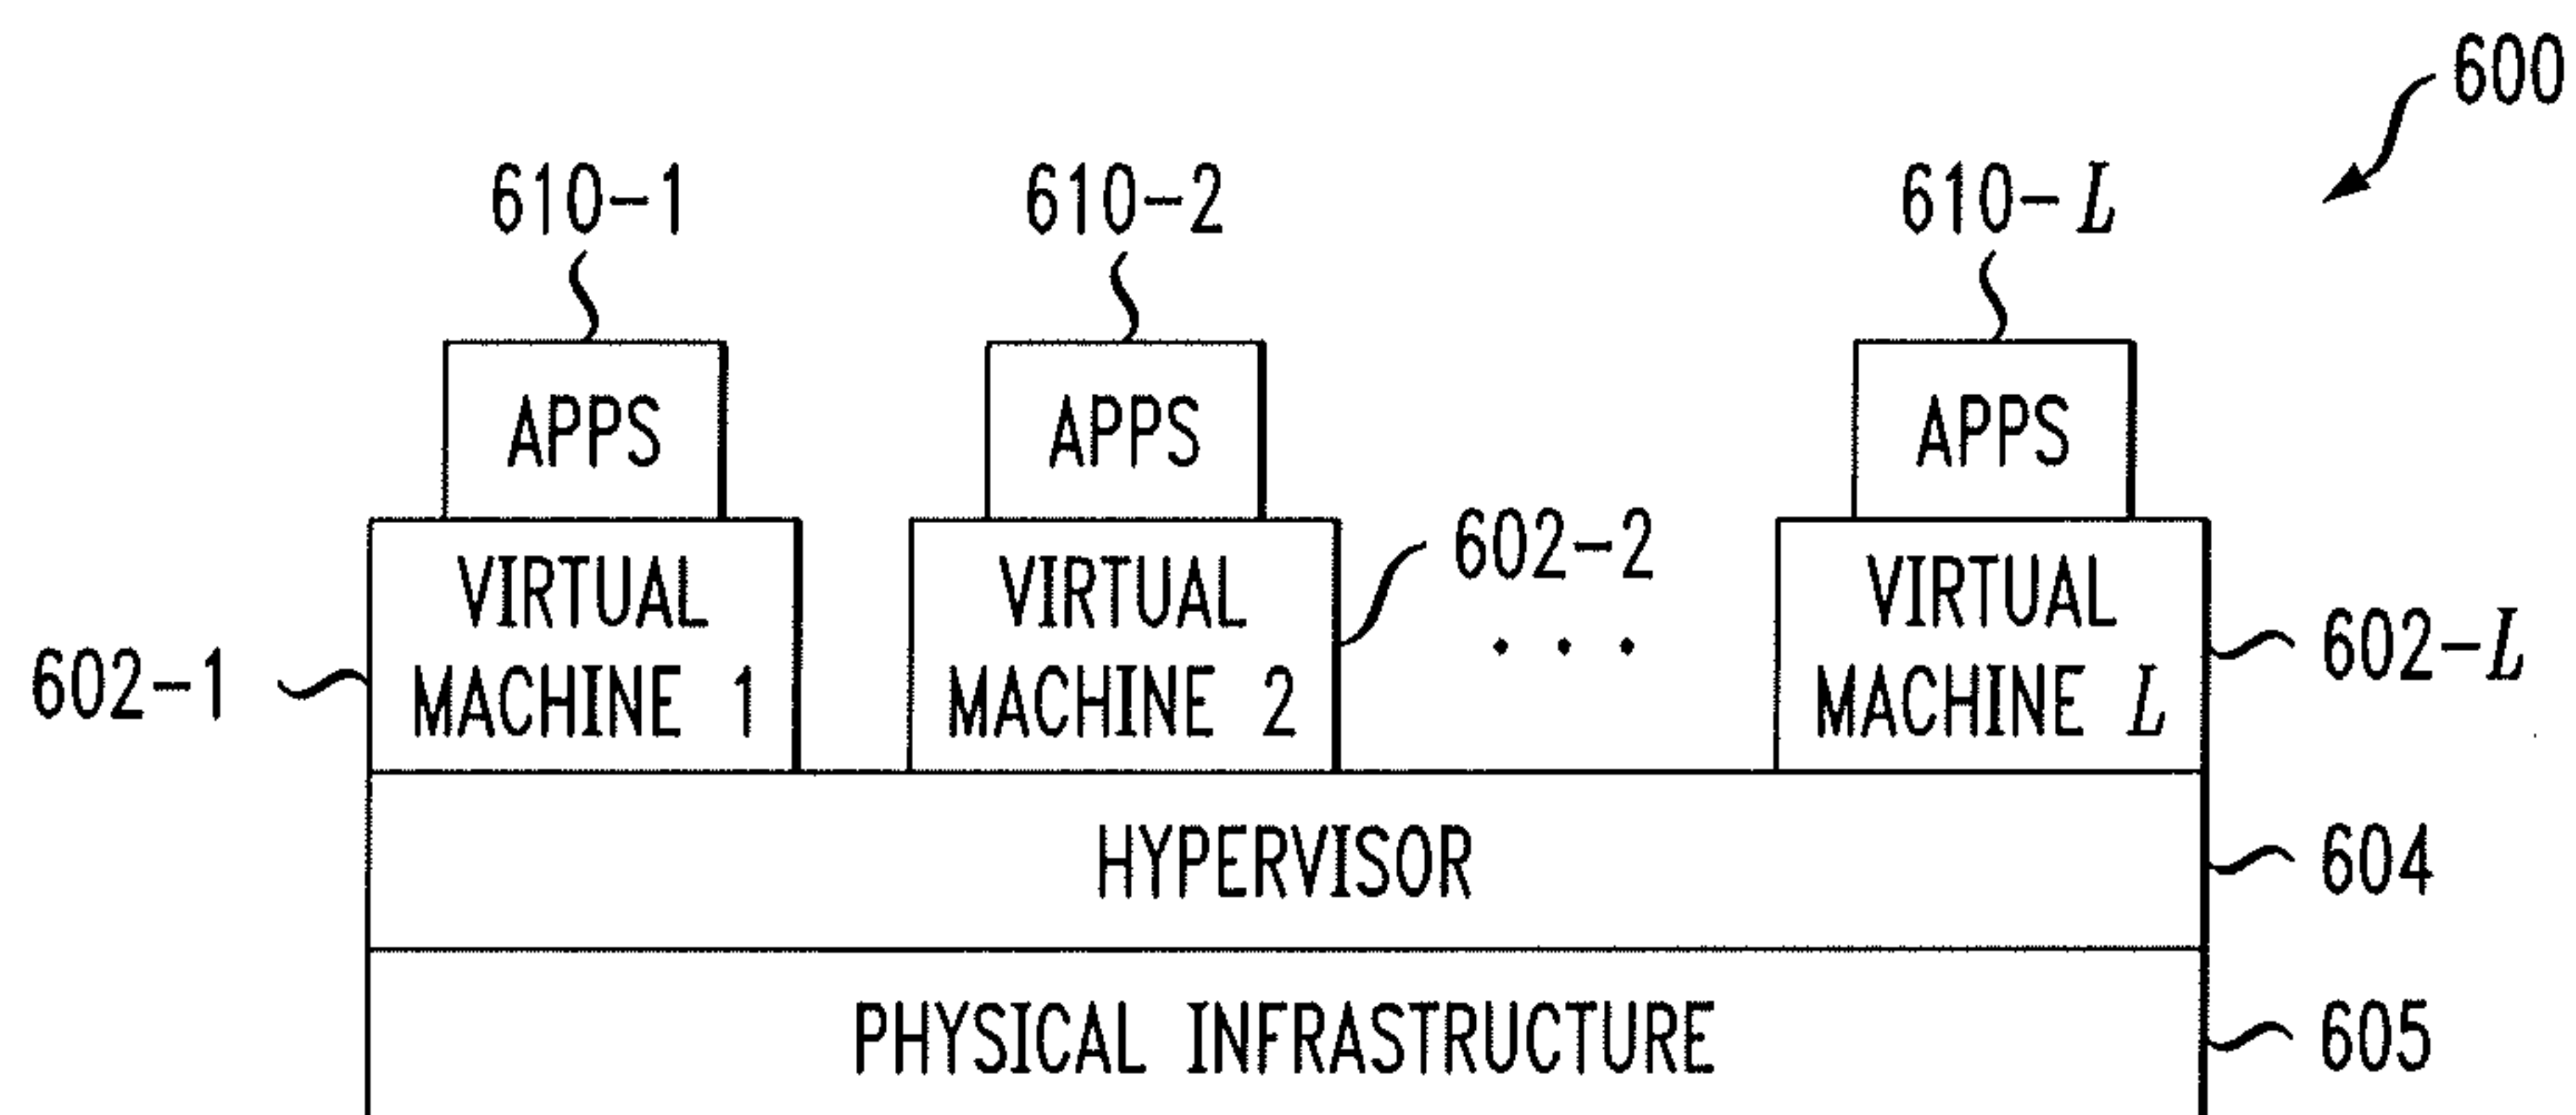 600
610-1
610-2
610-L
APPS
APPS
APPS
VIRTUAL
MACHINE 1
VIRTUAL
MACHINE 2
602-2
. . .
VIRTUAL
MACHINE L
602-1
602-L
HYPERVISOR
604
PHYSICAL INFRASTRUCTURE
605